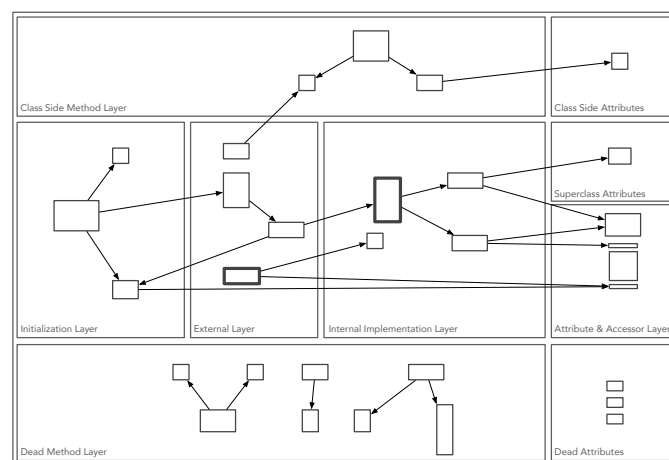 Class Side Method Layer
Class Side Attributes
Superclass Attributes
Initialization Layer
External Layer
Internal Implementation Layer
Attribute & Accessor Layer
Dead Method Layer
Dead Attributes